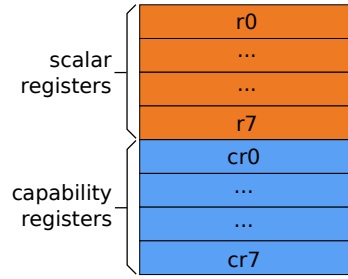 scalar
registers
r0
...
...
r7
capability
registers
cr0
...
...
cr7